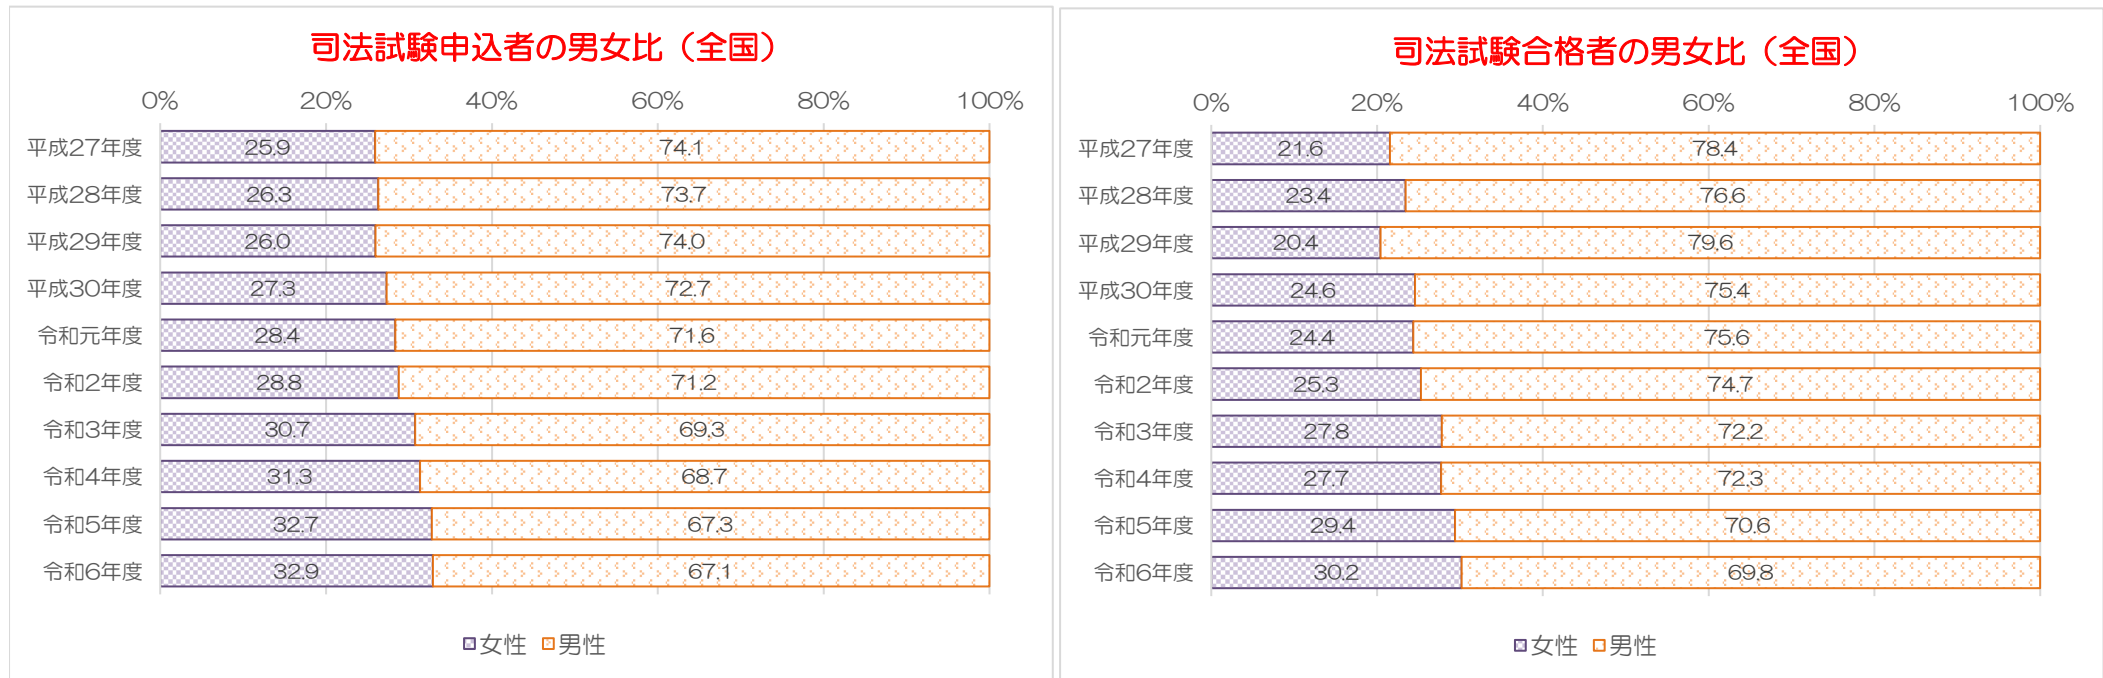 司法試験申込者の男女比（全国）
0% 20% 40% 60% 80% 100%
平成27年度 25.9 74.1
平成28年度 26.3 73.7
平成29年度 26.0 74.0
平成30年度 27.3 72.7
令和元年度 28.4 71.6
令和2年度 28.8 71.2
令和3年度 30.7 69.3
令和4年度 31.3 68.7
令和5年度 32.7 67.3
令和6年度 32.9 67.1
女性 男性
司法試験合格者の男女比（全国）
0% 20% 40% 60% 80% 100%
平成27年度 21.6 78.4
平成28年度 23.4 76.6
平成29年度 20.4 79.6
平成30年度 24.6 75.4
令和元年度 24.4 75.6
令和2年度 25.3 74.7
令和3年度 27.8 72.2
令和4年度 27.7 72.3
令和5年度 29.4 70.6
令和6年度 30.2 69.8
女性 男性